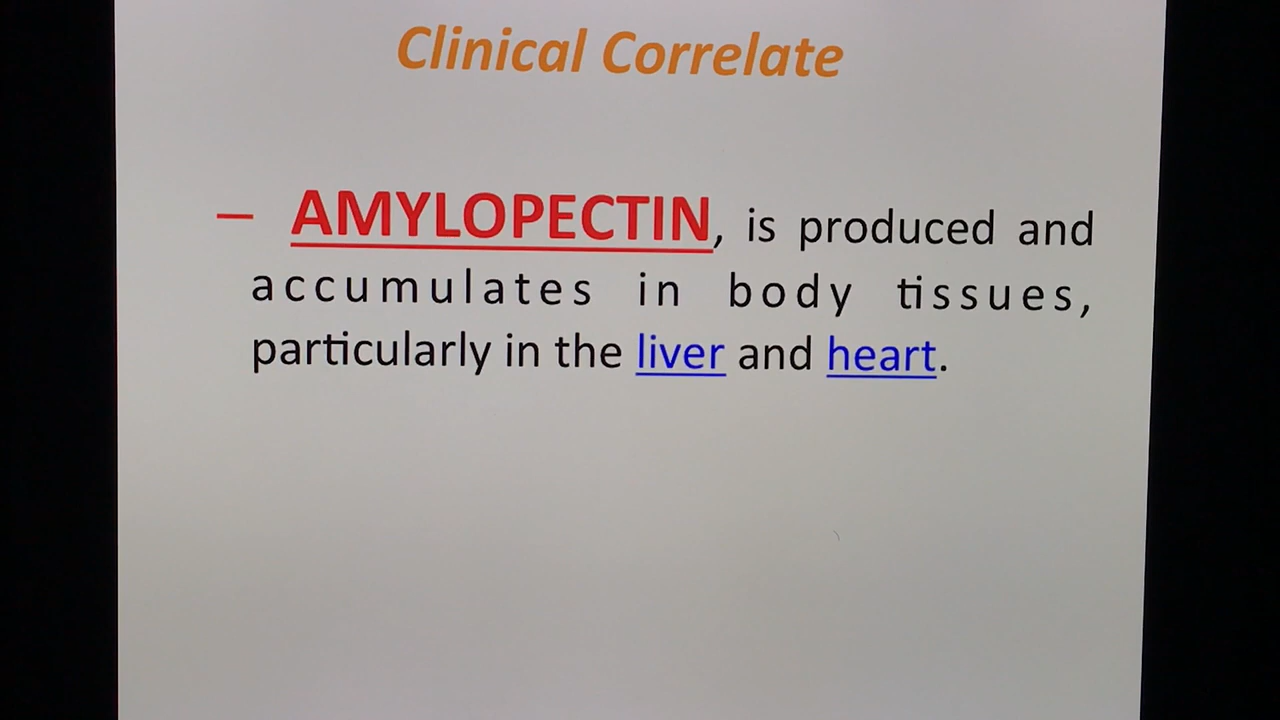 Clinical Correlate
– AMYLOPECTIN, is produced and
accumulates in body tissues,
particularly in the liver and heart.